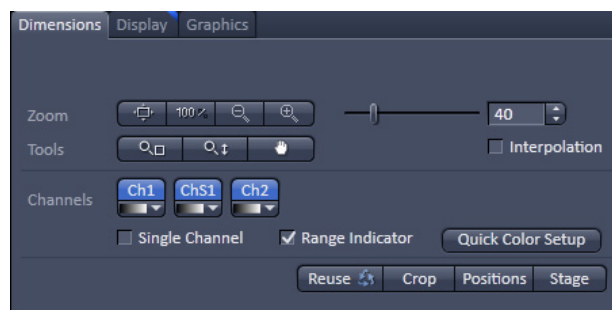 Dimensions Display Graphics
Zoom 100 % 40
Tools Interpolation
Channels Ch1 ChS1 Ch2
Single Channel Range Indicator Quick Color Setup
Reuse Crop Positions Stage